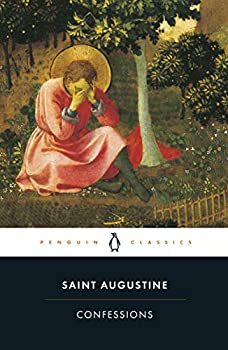 PENGUIN CLASSICS
SAINT AUGUSTINE
CONFESSIONS